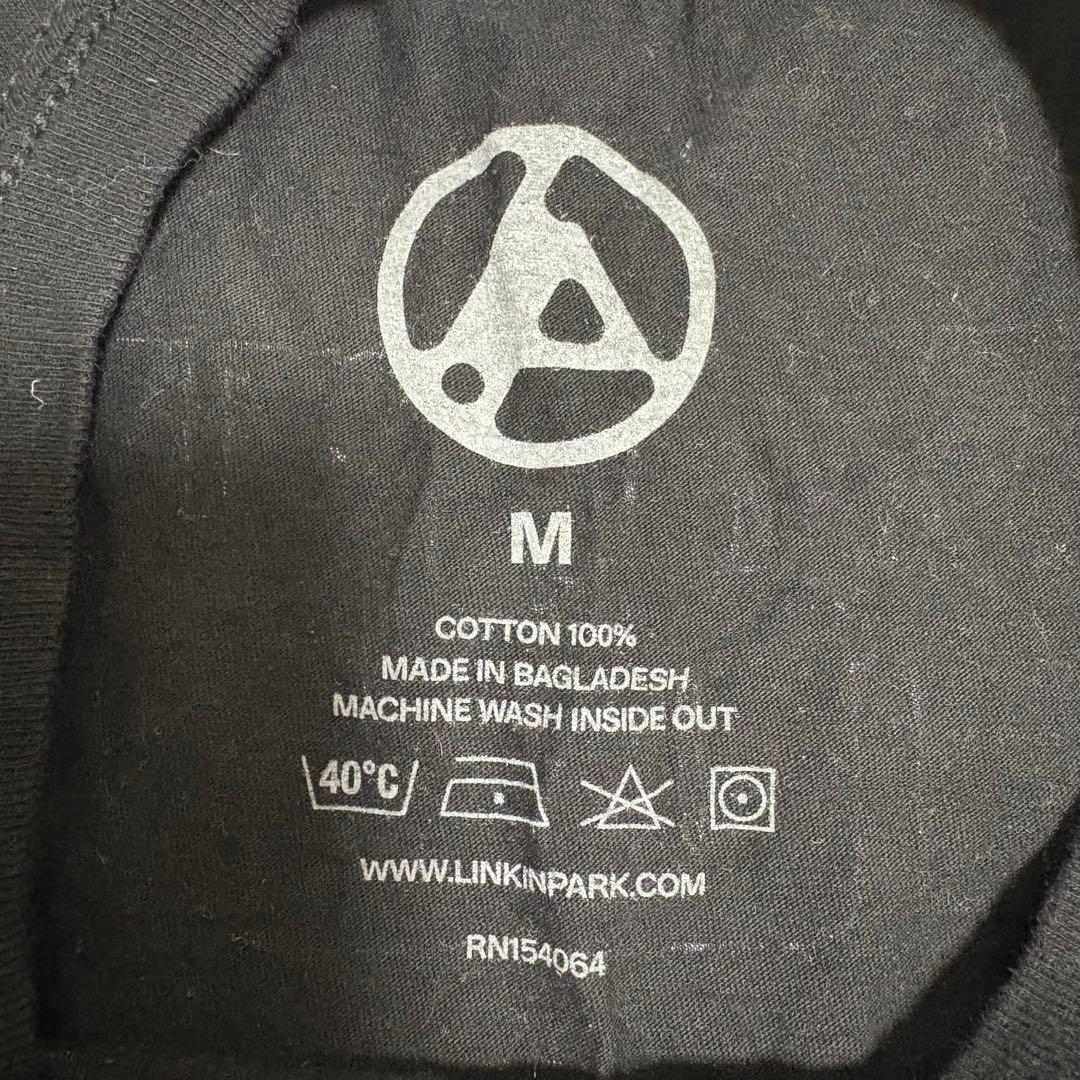 M
COTTON 100%
MADE IN BAGLADESH
MACHINE WASH INSIDE OUT
40°C
WWW.LINKINPARK.COM
RN154064